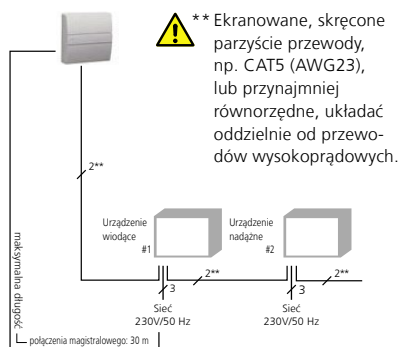 ** Ekranowane, skręcone
parzyście przewody,
np. CAT5 (AWG23),
lub przynajmniej
równorzędne, układać
oddzielnie od przewo-
dów wysokoprądowych.
2**
Urządzenie
wiodące
#1
Urządzenie
nadążne
#2
2**
2**
3
3
Sieć
230V/50 Hz
Sieć
230V/50 Hz
maksymalna długość
połączenia magistralowego: 30 m